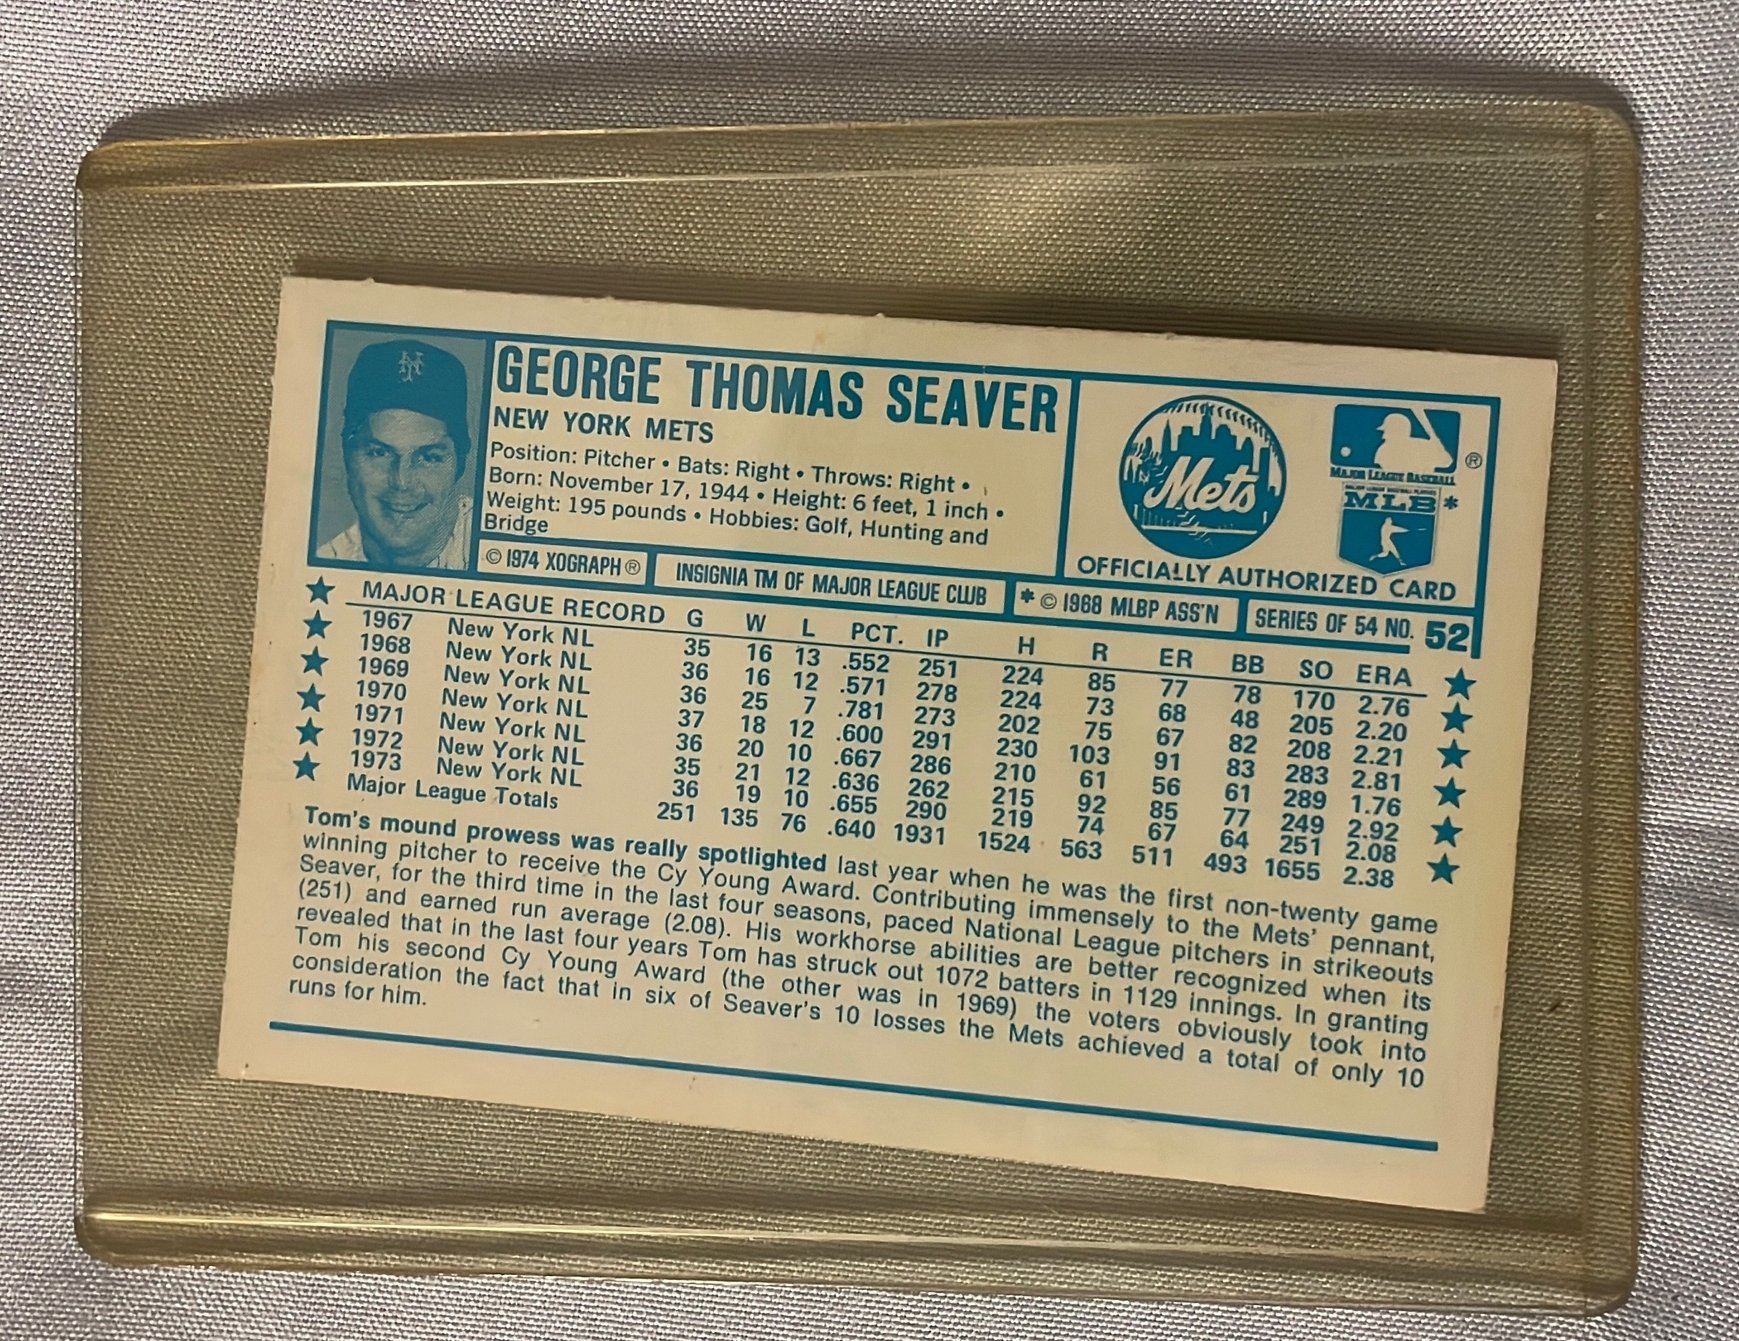 GEORGE THOMAS SEAVER
NEW YORK METS
Position: Pitcher • Bats: Right • Throws: Right •
Born: November 17, 1944 • Height: 6 feet, 1 inch •
Weight: 195 pounds • Hobbies: Golf, Hunting and
Bridge
NY
Mets
MAJOR LEAGUE BASEBALL ®
MAJOR LEAGUE BASEBALL PLAYERS
MLB *
OFFICIALLY AUTHORIZED CARD
© 1974 XOGRAPH ® INSIGNIA TM OF MAJOR LEAGUE CLUB * © 1968 MLBP ASS'N SERIES OF 54 NO. 52
MAJOR LEAGUE RECORD G W L PCT. IP H R ER BB SO ERA
1967 New York NL 35 16 13 .552 251 224 85 77 78 170 2.76
1968 New York NL 36 16 12 .571 278 224 73 68 48 205 2.20
1969 New York NL 36 25 7 .781 273 202 75 67 82 208 2.21
1970 New York NL 37 18 12 .600 291 230 103 91 83 283 2.81
1971 New York NL 36 20 10 .667 286 210 61 56 61 289 1.76
1972 New York NL 35 21 12 .636 262 215 92 85 77 249 2.92
1973 New York NL 36 19 10 .655 290 219 74 67 64 251 2.08
Major League Totals 251 135 76 .640 1931 1524 563 511 493 1655 2.38
Tom's mound prowess was really spotlighted last year when he was the first non-twenty game
winning pitcher to receive the Cy Young Award. Contributing immensely to the Mets' pennant,
Seaver, for the third time in the last four seasons, paced National League pitchers in strikeouts
(251) and earned run average (2.08). His workhorse abilities are better recognized when its
revealed that in the last four years Tom has struck out 1072 batters in 1129 innings. In granting
Tom his second Cy Young Award (the other was in 1969) the voters obviously took into
consideration the fact that in six of Seaver's 10 losses the Mets achieved a total of only 10
runs for him.